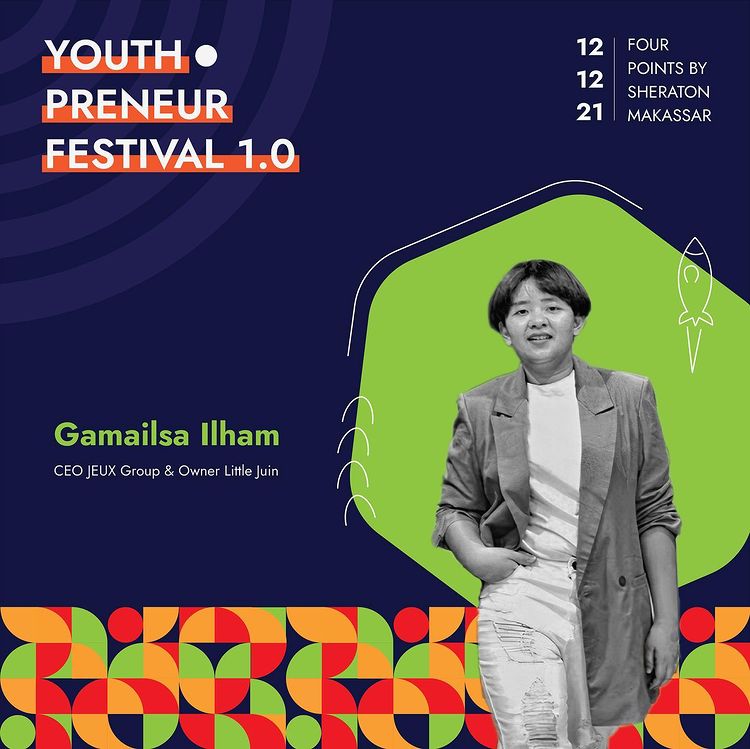 YOUTH
PRENEUR
FESTIVAL 1.0
12
12
21
FOUR
POINTS BY
SHERATON
MAKASSAR
Gamailsa Ilham
CEO JEUX Group & Owner Little Juin